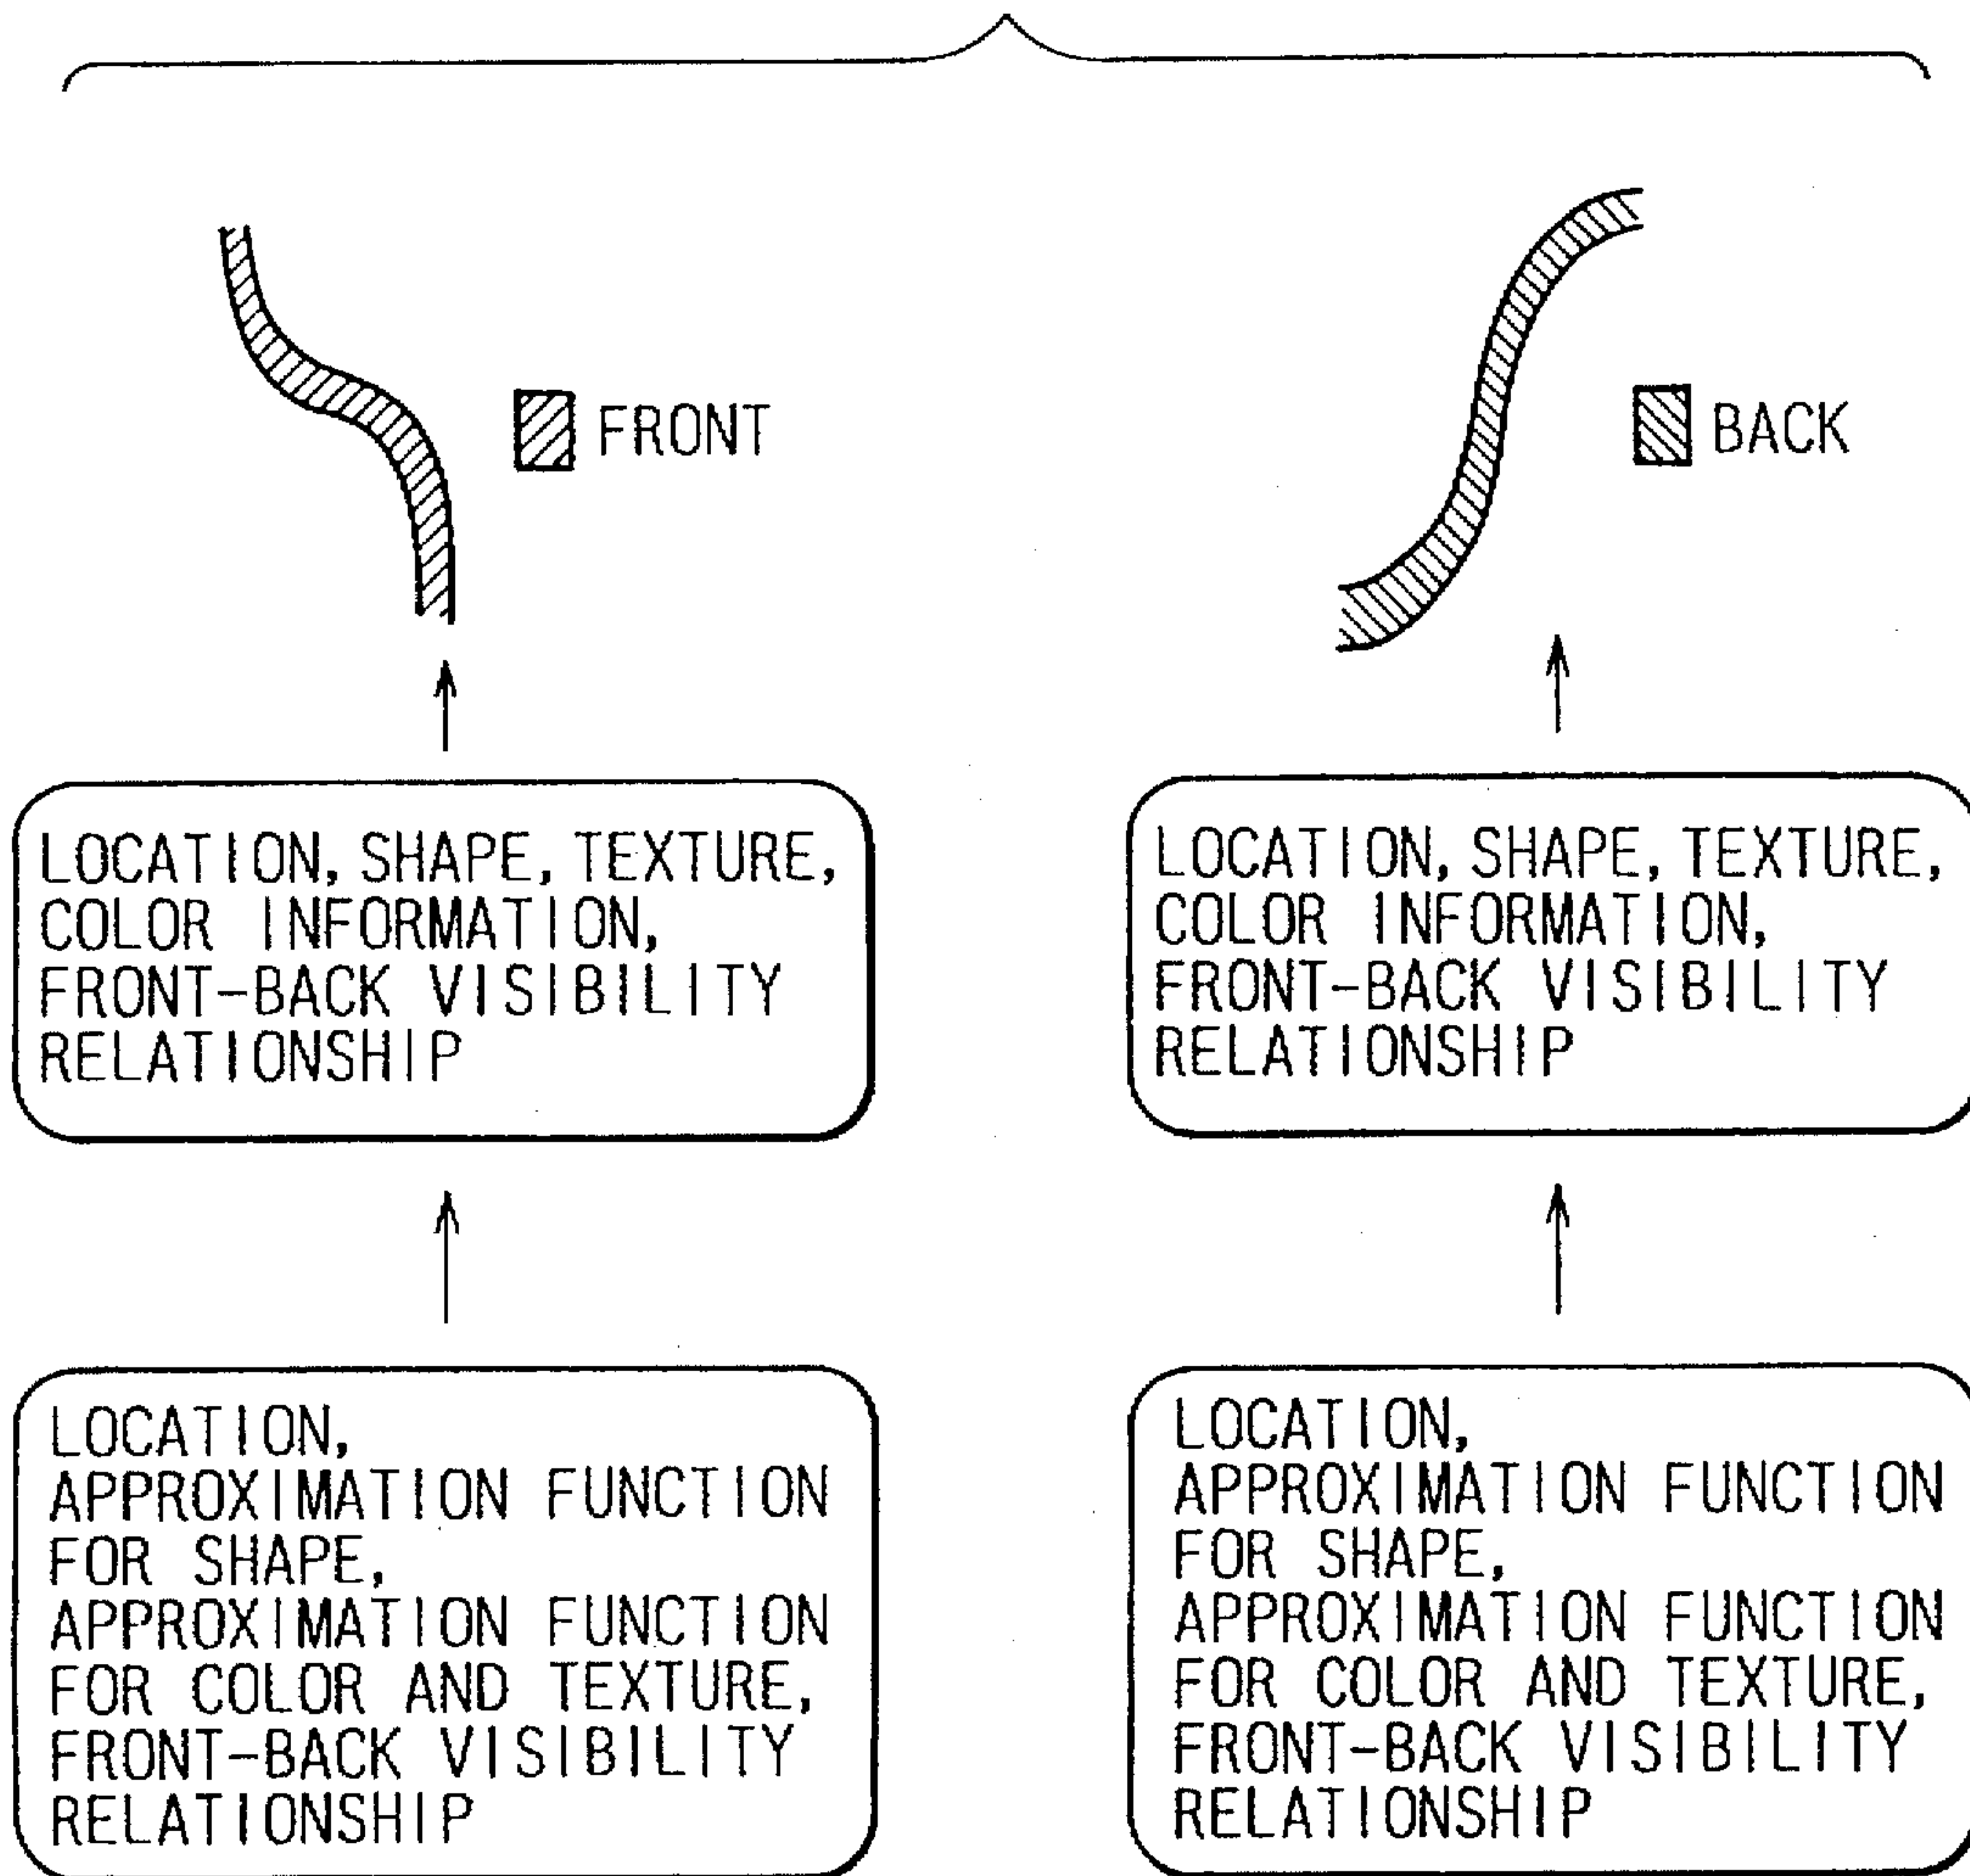 FRONT
BACK
LOCATION, SHAPE, TEXTURE,
COLOR INFORMATION,
FRONT-BACK VISIBILITY
RELATIONSHIP
LOCATION, SHAPE, TEXTURE,
COLOR INFORMATION,
FRONT-BACK VISIBILITY
RELATIONSHIP
LOCATION,
APPROXIMATION FUNCTION
FOR SHAPE,
APPROXIMATION FUNCTION
FOR COLOR AND TEXTURE,
FRONT-BACK VISIBILITY
RELATIONSHIP
LOCATION,
APPROXIMATION FUNCTION
FOR SHAPE,
APPROXIMATION FUNCTION
FOR COLOR AND TEXTURE,
FRONT-BACK VISIBILITY
RELATIONSHIP